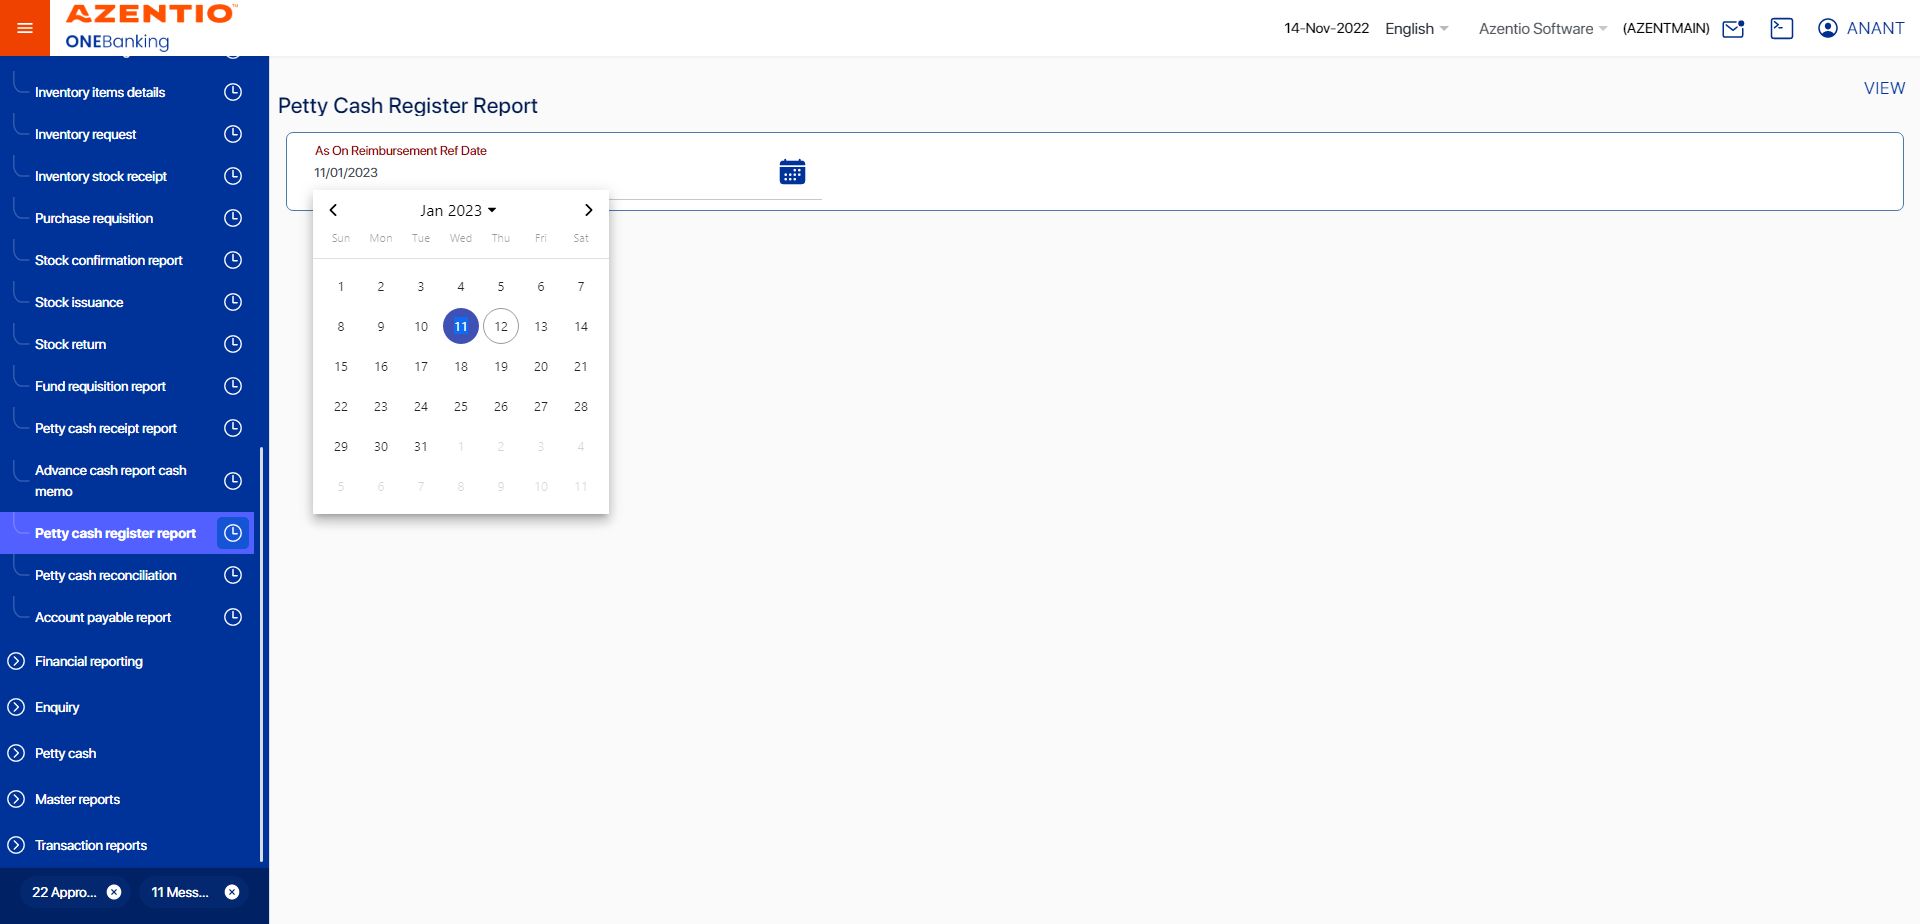 AZENTIO™
ONEBanking
14-Nov-2022 English Azentio Software (AZENTMAIN) ANANT
Inventory items details
Inventory request
Inventory stock receipt
Purchase requisition
Stock confirmation report
Stock issuance
Stock return
Fund requisition report
Petty cash receipt report
Advance cash report cash
memo
Petty cash register report
Petty cash reconciliation
Account payable report
Financial reporting
Enquiry
Petty cash
Master reports
Transaction reports
22 Appro... 11 Mess...
VIEW
Petty Cash Register Report
As On Reimbursement Ref Date
11/01/2023
Jan 2023
Sun Mon Tue Wed Thu Fri Sat
1 2 3 4 5 6 7
8 9 10 11 12 13 14
15 16 17 18 19 20 21
22 23 24 25 26 27 28
29 30 31 1 2 3 4
5 6 7 8 9 10 11